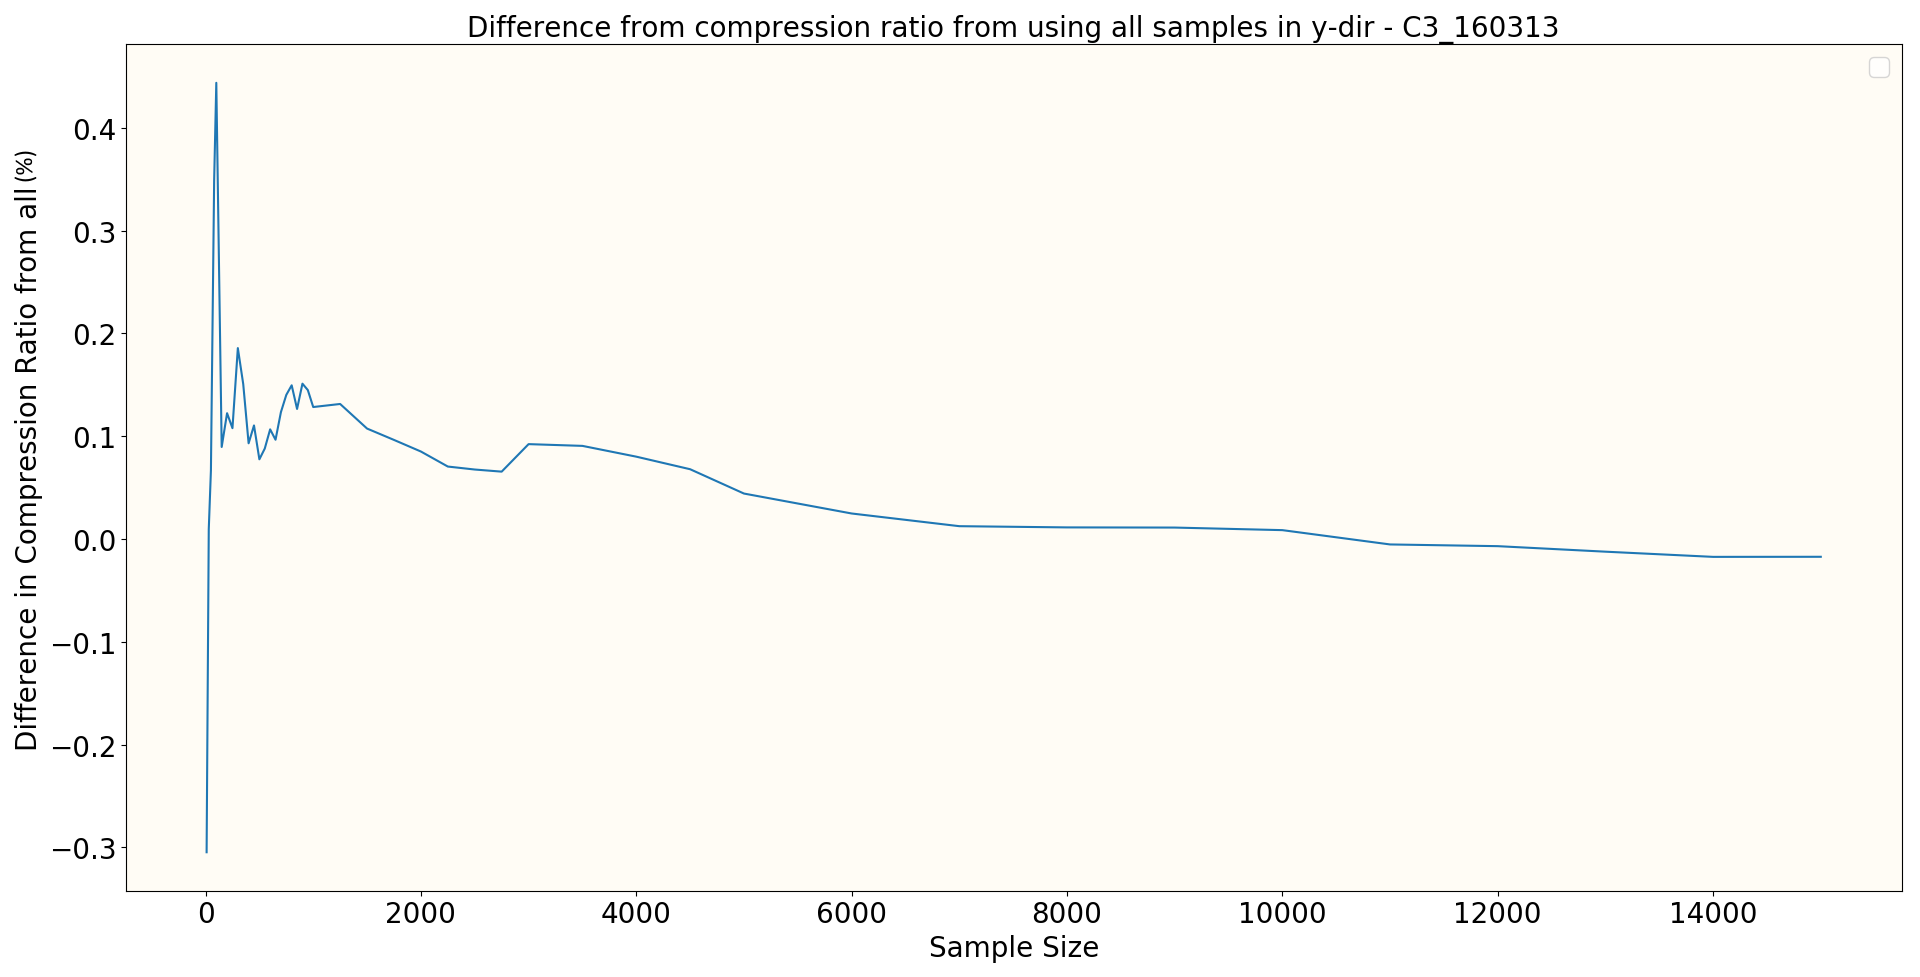 Difference from compression ratio from using all samples in y-dir - C3_160313
Difference in Compression Ratio from all (%)
0.4
0.3
0.2
0.1
0.0
−0.1
−0.2
−0.3
0 2000 4000 6000 8000 10000 12000 14000
Sample Size